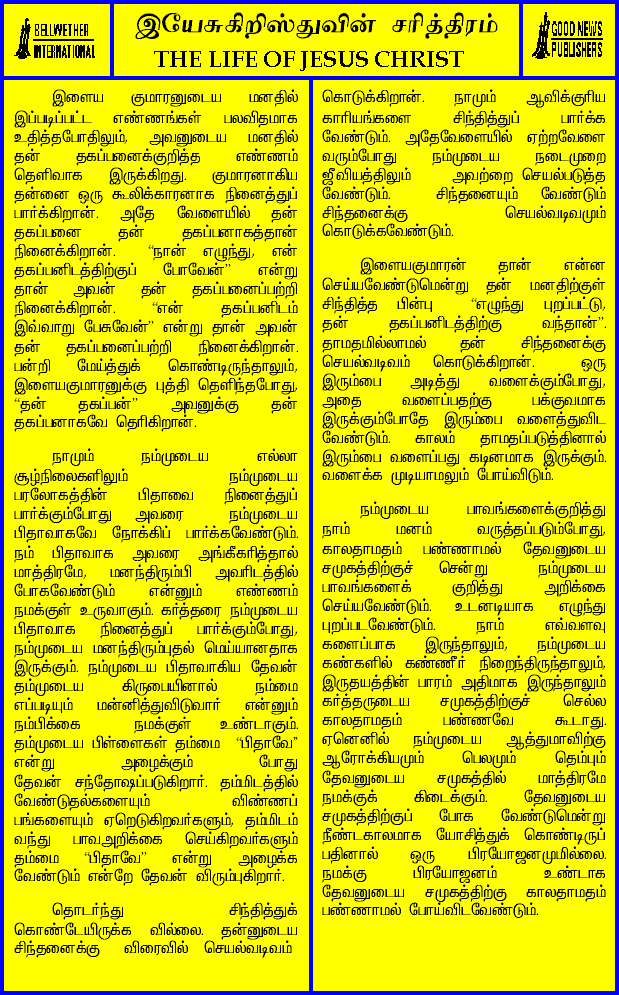 BELLWETHER
INTERNATIONAL
இயேசுகிறிஸ்துவின் சரித்திரம்
THE LIFE OF JESUS CHRIST
GOOD NEWS
PUBLISHERS
இளைய குமாரனுடைய மனதில்
இப்படிப்பட்ட எண்ணங்கள் பலவிதமாக
உதித்தபோதிலும், அவனுடைய மனதில்
தன் தகப்பனைக்குறித்த எண்ணம்
தெளிவாக இருக்கிறது. குமாரனாகிய
தன்னை ஒரு கூலிக்காரனாக நினைத்துப்
பார்க்கிறான். அதே வேளையில் தன்
தகப்பனை தன் தகப்பனாகத்தான்
நினைக்கிறான். “நான் எழுந்து, என்
தகப்பனிடத்திற்குப் போவேன்” என்று
தான் அவன் தன் தகப்பனைப்பற்றி
நினைக்கிறான். “என் தகப்பனிடம்
இவ்வாறு பேசுவேன்” என்று தான் அவன்
தன் தகப்பனைப்பற்றி நினைக்கிறான்.
பன்றி மேய்த்துக் கொண்டிருந்தாலும்,
இளையகுமாரனுக்கு புத்தி தெளிந்தபோது,
“தன் தகப்பன்” அவனுக்கு தன்
தகப்பனாகவே தெரிகிறான்.
நாமும் நம்முடைய எல்லா
சூழ்நிலைகளிலும் நம்முடைய
பரலோகத்தின் பிதாவை நினைத்துப்
பார்க்கும்போது அவரை நம்முடைய
பிதாவாகவே நோக்கிப் பார்க்கவேண்டும்.
நம் பிதாவாக அவரை அங்கீகரித்தால்
மாத்திரமே, மனந்திரும்பி அவரிடத்தில்
போகவேண்டும் என்னும் எண்ணம்
நமக்குள் உருவாகும். கர்த்தரை நம்முடைய
பிதாவாக நினைத்துப் பார்க்கும்போது,
நம்முடைய மனந்திரும்புதல் மெய்யானதாக
இருக்கும். நம்முடைய பிதாவாகிய தேவன்
தம்முடைய கிருபையினால் நம்மை
எப்படியும் மன்னித்துவிடுவார் என்னும்
நம்பிக்கை நமக்குள் உண்டாகும்.
தம்முடைய பிள்ளைகள் தம்மை “பிதாவே”
என்று அழைக்கும் போது
தேவன் சந்தோஷப்படுகிறார். தம்மிடத்தில்
வேண்டுதல்களையும் விண்ணப்
பங்களையும் ஏறெடுகிறவர்களும், தம்மிடம்
வந்து பாவஅறிக்கை செய்கிறவர்களும்
தம்மை “பிதாவே” என்று அழைக்க
வேண்டும் என்றே தேவன் விரும்புகிறார்.
தொடர்ந்து சிந்தித்துக்
கொண்டேயிருக்க வில்லை. தன்னுடைய
சிந்தனைக்கு விரைவில் செயல்வடிவம்
கொடுக்கிறான். நாமும் ஆவிக்குரிய
காரியங்களை சிந்தித்துப் பார்க்க
வேண்டும். அதேவேளையில் ஏற்றவேளை
வரும்போது நம்முடைய நடைமுறை
ஜீவியத்திலும் அவற்றை செயல்படுத்த
வேண்டும். சிந்தனையும் வேண்டும்
சிந்தனைக்கு செயல்வடிவமும்
கொடுக்கவேண்டும்.
இளையகுமாரன் தான் என்ன
செய்யவேண்டுமென்று தன் மனதிற்குள்
சிந்தித்த பின்பு “எழுந்து புறப்பட்டு,
தன் தகப்பனிடத்திற்கு வந்தான்”.
தாமதமில்லாமல் தன் சிந்தனைக்கு
செயல்வடிவம் கொடுக்கிறான். ஒரு
இரும்பை அடித்து வளைக்கும்போது,
அதை வளைப்பதற்கு பக்குவமாக
இருக்கும்போதே இரும்பை வளைத்துவிட
வேண்டும். காலம் தாமதப்படுத்தினால்
இரும்பை வளைப்பது கடினமாக இருக்கும்.
வளைக்க முடியாமலும் போய்விடும்.
நம்முடைய பாவங்களைக்குறித்து
நாம் மனம் வருத்தப்படும்போது,
காலதாமதம் பண்ணாமல் தேவனுடைய
சமுகத்திற்குச் சென்று நம்முடைய
பாவங்களைக் குறித்து அறிக்கை
செய்யவேண்டும். உடனடியாக எழுந்து
புறப்படவேண்டும். நாம் எவ்வளவு
களைப்பாக இருந்தாலும், நம்முடைய
கண்களில் கண்ணீர் நிறைந்திருந்தாலும்,
இருதயத்தின் பாரம் அதிமாக இருந்தாலும்
கர்த்தருடைய சமுகத்திற்குச் செல்ல
காலதாமதம் பண்ணவே கூடாது.
ஏனெனில் நம்முடைய ஆத்துமாவிற்கு
ஆரோக்கியமும் பெலமும் தெம்பும்
தேவனுடைய சமுகத்தில் மாத்திரமே
நமக்குக் கிடைக்கும். தேவனுடைய
சமுகத்திற்குப் போக வேண்டுமென்று
நீண்டகாலமாக யோசித்துக் கொண்டிருப்
பதினால் ஒரு பிரயோஜனமுமில்லை.
நமக்கு பிரயோஜனம் உண்டாக
தேவனுடைய சமுகத்திற்கு காலதாமதம்
பண்ணாமல் போய்விடவேண்டும்.